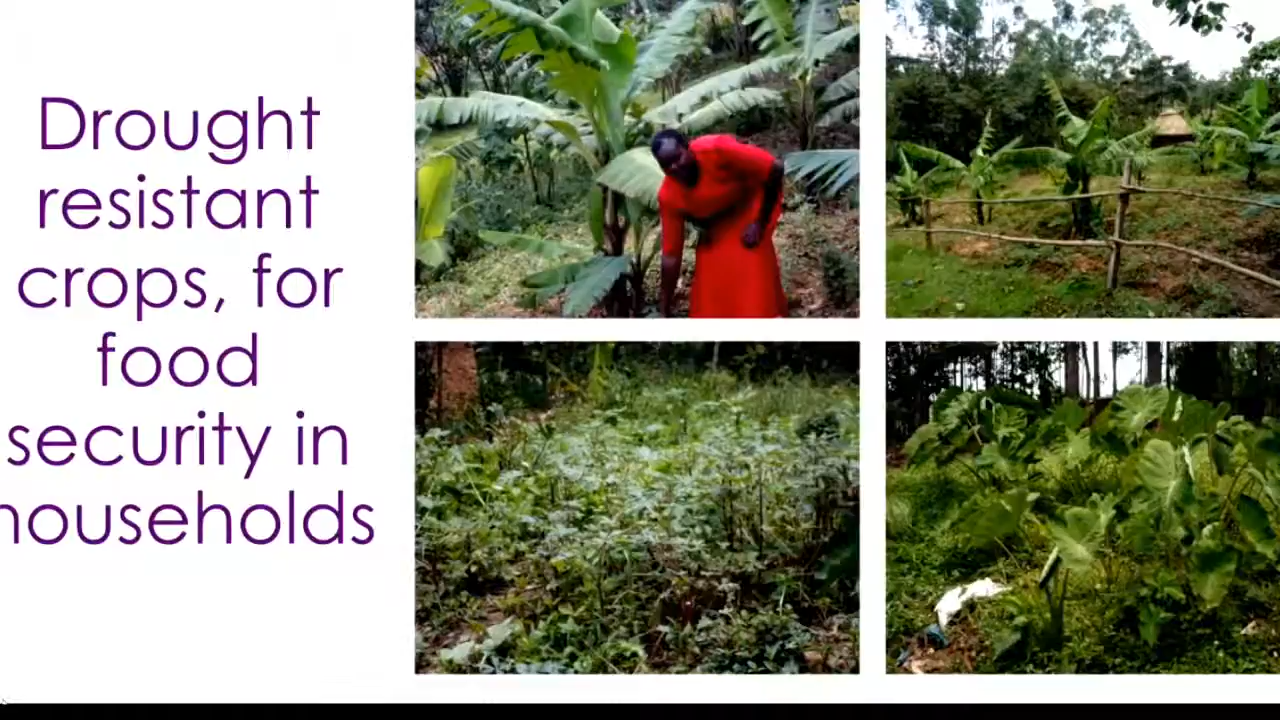 Drought
resistant
crops, for
food
security in
households